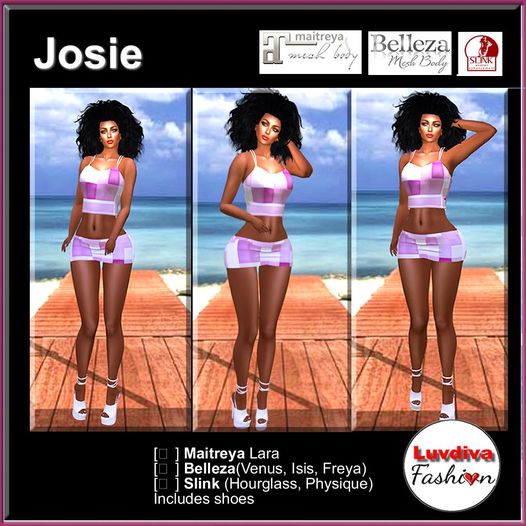 Josie
maitreya
mesh body
Belleza
Mesh Body
SLINK
[□] Maitreya Lara
[□] Belleza(Venus, Isis, Freya)
[□] Slink (Hourglass, Physique)
Includes shoes
Luvdiva
Fashion